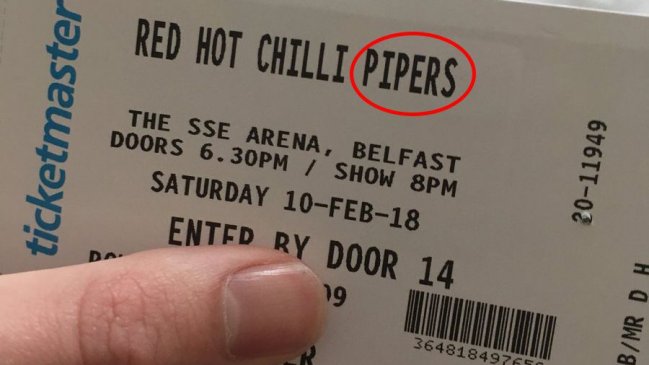 ticketmaster
RED HOT CHILLI PIPERS
THE SSE ARENA, BELFAST
DOORS 6.30PM / SHOW 8PM
SATURDAY 10-FEB-18
ENTER BY DOOR 14
20-11949
B/MR D H